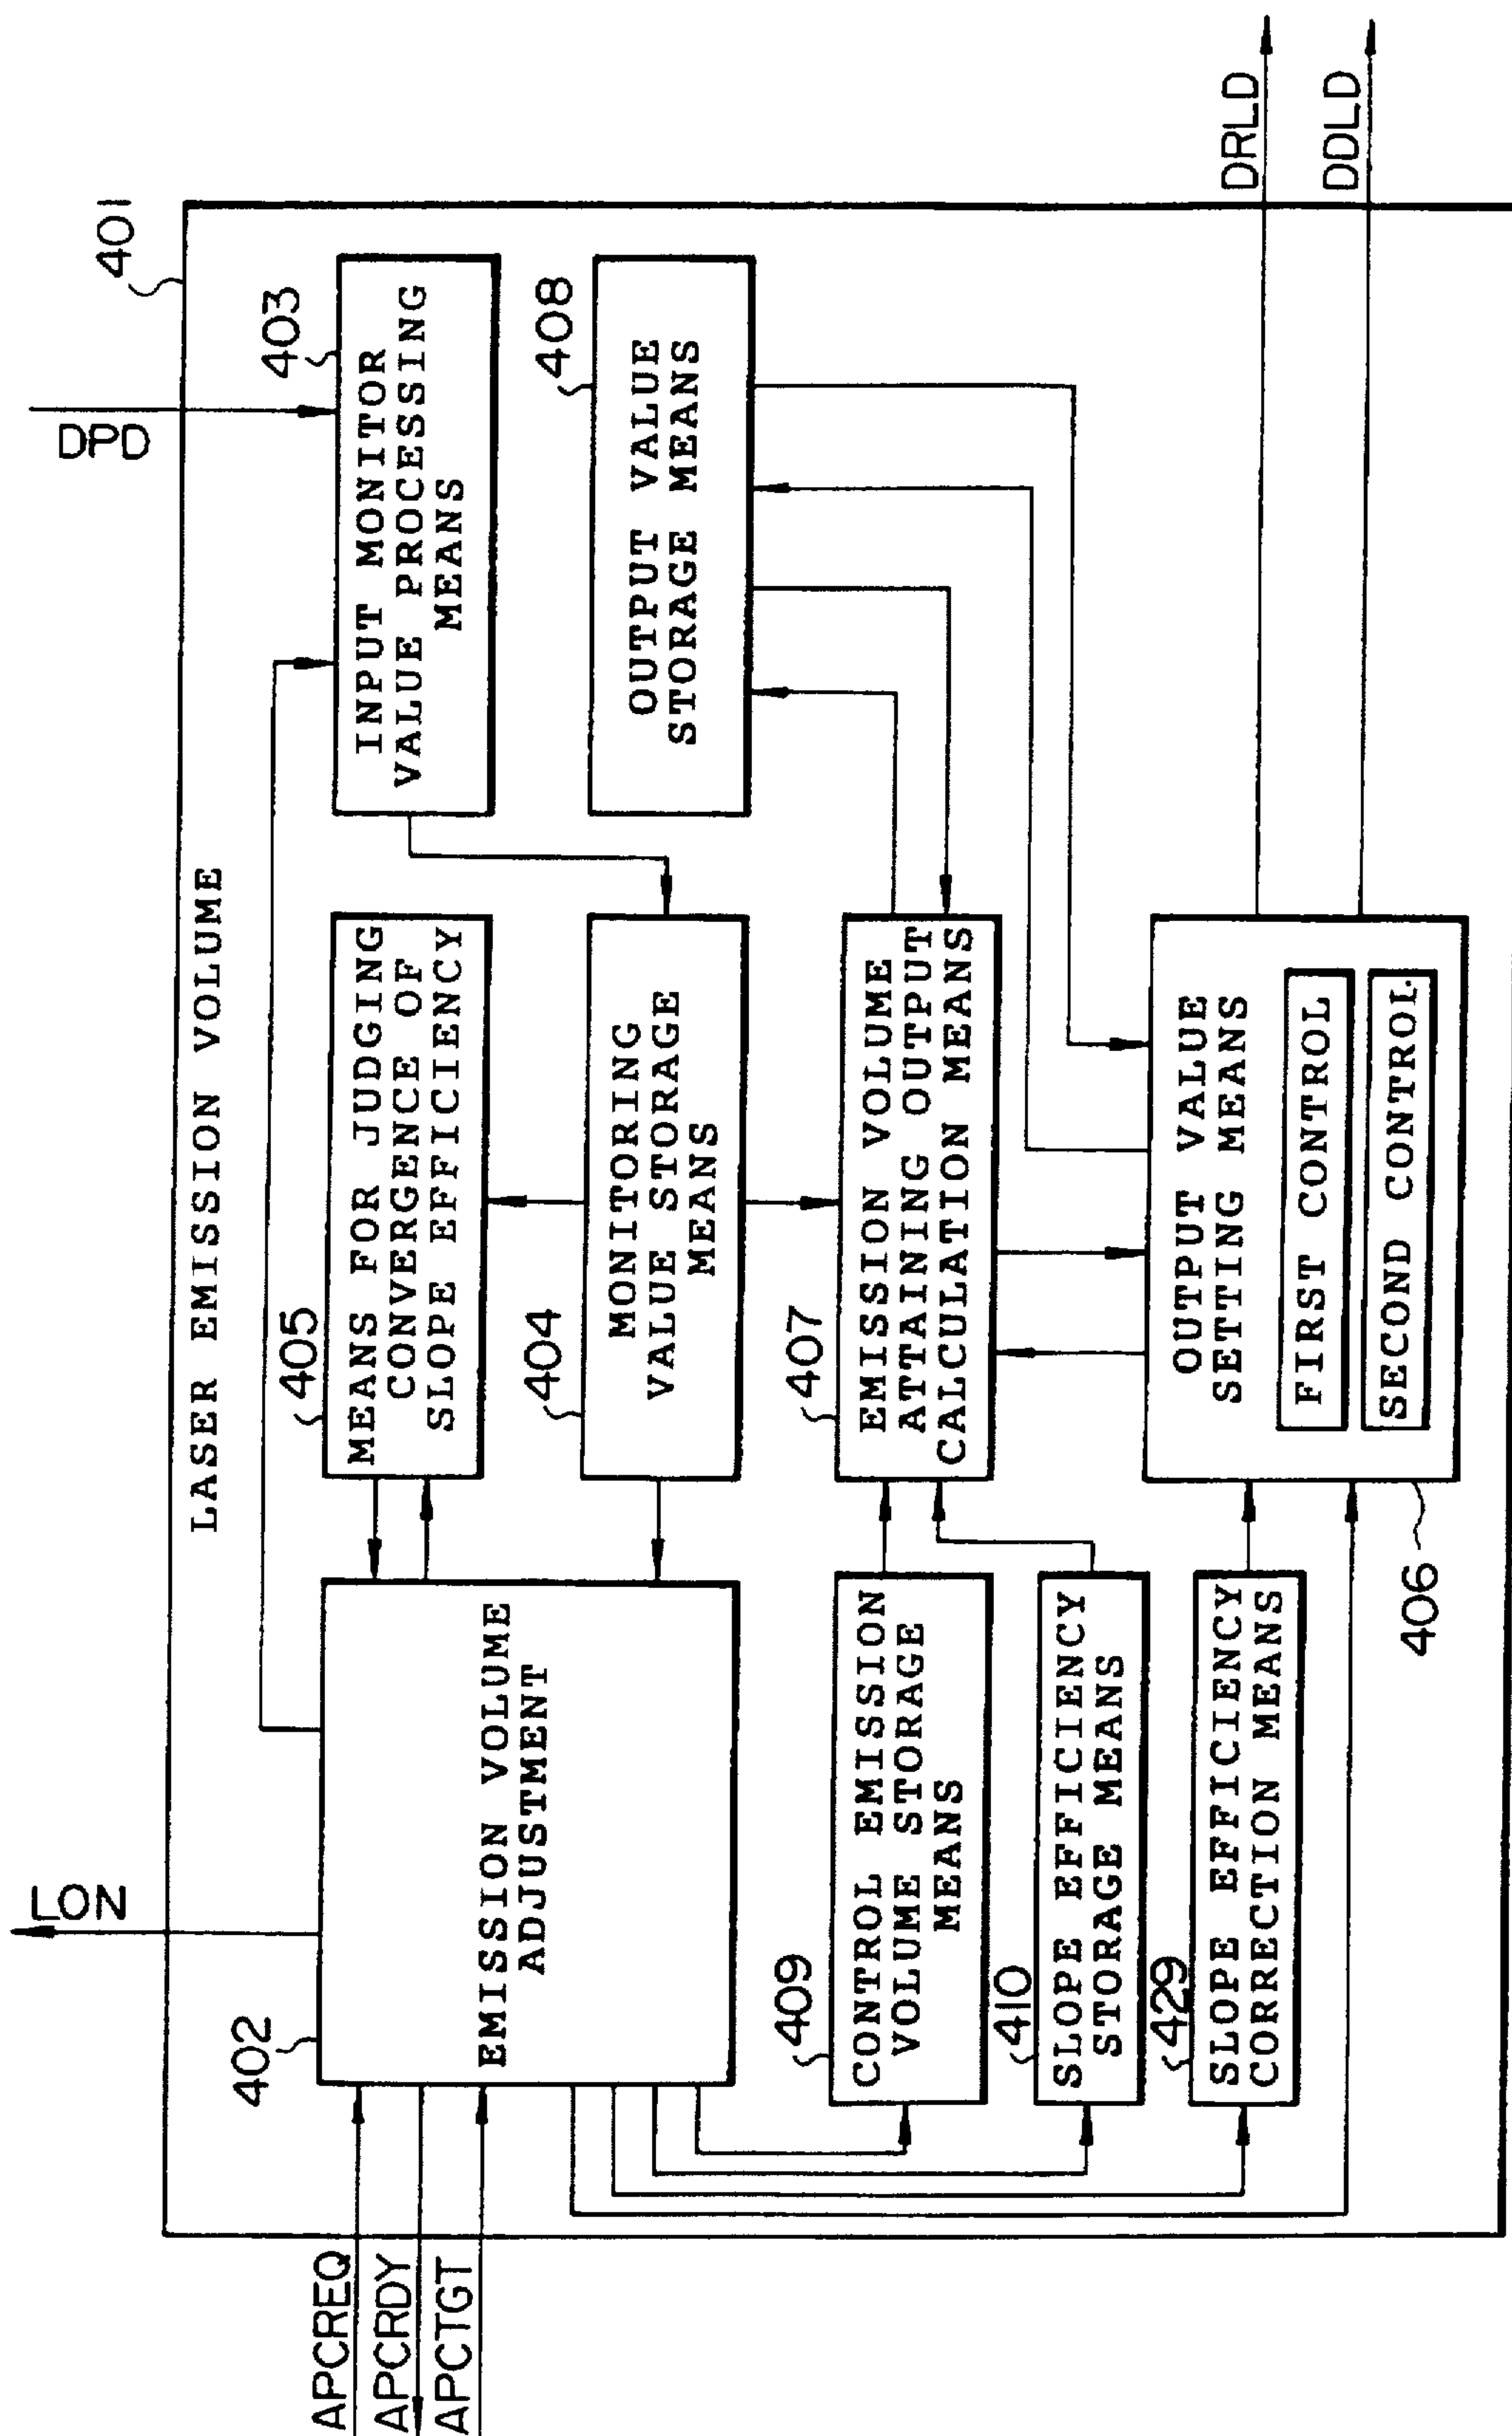 LASER EMISSION VOLUME
401
LON
DPD
APCREQ
APCRDY
APCTGT
402
EMISSION VOLUME
ADJUSTMENT
405
MEANS FOR JUDGING
CONVERGENCE OF
SLOPE EFFICIENCY
403
INPUT MONITOR
VALUE PROCESSING
MEANS
404
MONITORING
VALUE STORAGE
MEANS
408
OUTPUT VALUE
STORAGE MEANS
409
CONTROL EMISSION
VOLUME STORAGE
MEANS
407
EMISSION VOLUME
ATTAINING OUTPUT
CALCULATION MEANS
410
SLOPE EFFICIENCY
STORAGE MEANS
429
SLOPE EFFICIENCY
CORRECTION MEANS
406
OUTPUT VALUE
SETTING MEANS
FIRST CONTROL
SECOND CONTROL
DRLD
DDLD